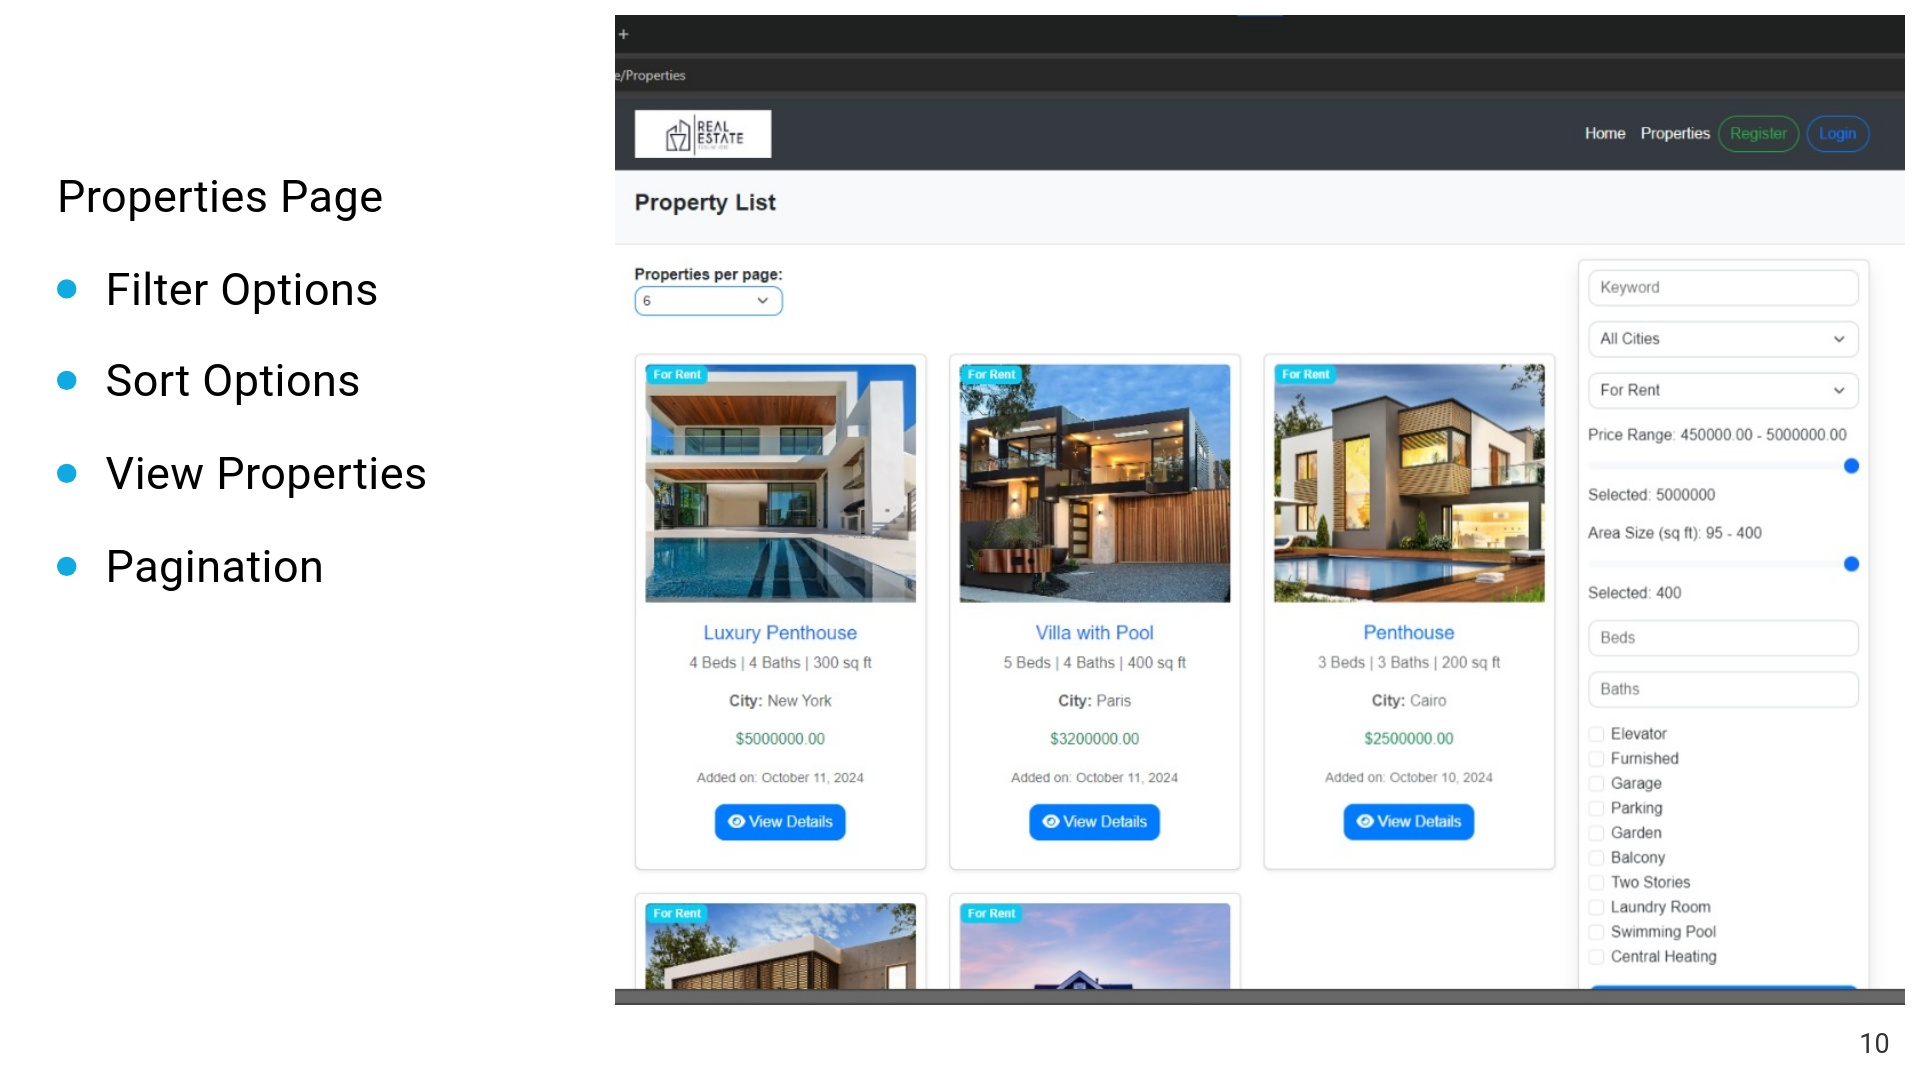 Properties Page
Filter Options
Sort Options
View Properties
Pagination
+
e/Properties
REAL
ESTATE
Home Properties Register Login
Property List
Properties per page:
6
For Rent
Luxury Penthouse
4 Beds | 4 Baths | 300 sq ft
City: New York
$5000000.00
Added on: October 11, 2024
View Details
For Rent
Villa with Pool
5 Beds | 4 Baths | 400 sq ft
City: Paris
$3200000.00
Added on: October 11, 2024
View Details
For Rent
Penthouse
3 Beds | 3 Baths | 200 sq ft
City: Cairo
$2500000.00
Added on: October 10, 2024
View Details
For Rent
For Rent
Keyword
All Cities
For Rent
Price Range: 450000.00 - 5000000.00
Selected: 5000000
Area Size (sq ft): 95 - 400
Selected: 400
Beds
Baths
Elevator
Furnished
Garage
Parking
Garden
Balcony
Two Stories
Laundry Room
Swimming Pool
Central Heating
10